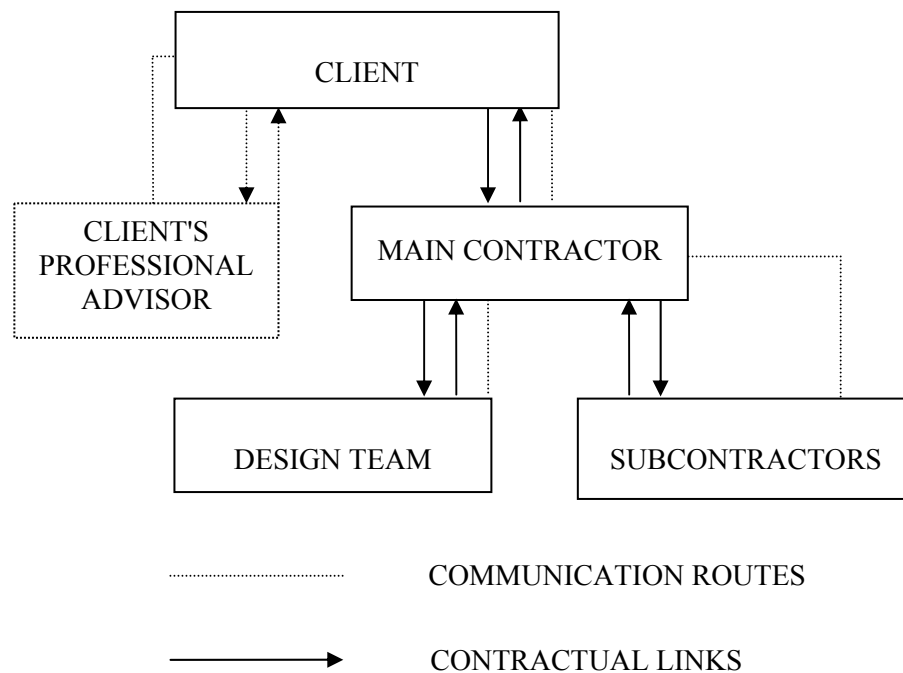 CLIENT
CLIENT'S
PROFESSIONAL
ADVISOR
MAIN CONTRACTOR
DESIGN TEAM
SUBCONTRACTORS
COMMUNICATION ROUTES
CONTRACTUAL LINKS